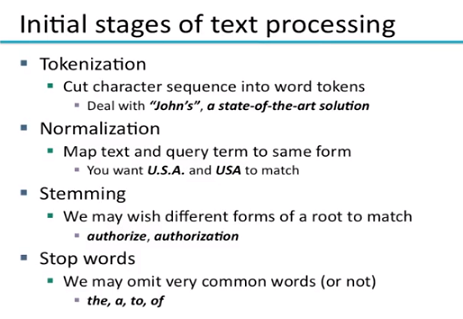 Initial stages of text processing
Tokenization
Cut character sequence into word tokens
Deal with “John’s”, a state-of-the-art solution
Normalization
Map text and query term to same form
You want U.S.A. and USA to match
Stemming
We may wish different forms of a root to match
authorize, authorization
Stop words
We may omit very common words (or not)
the, a, to, of